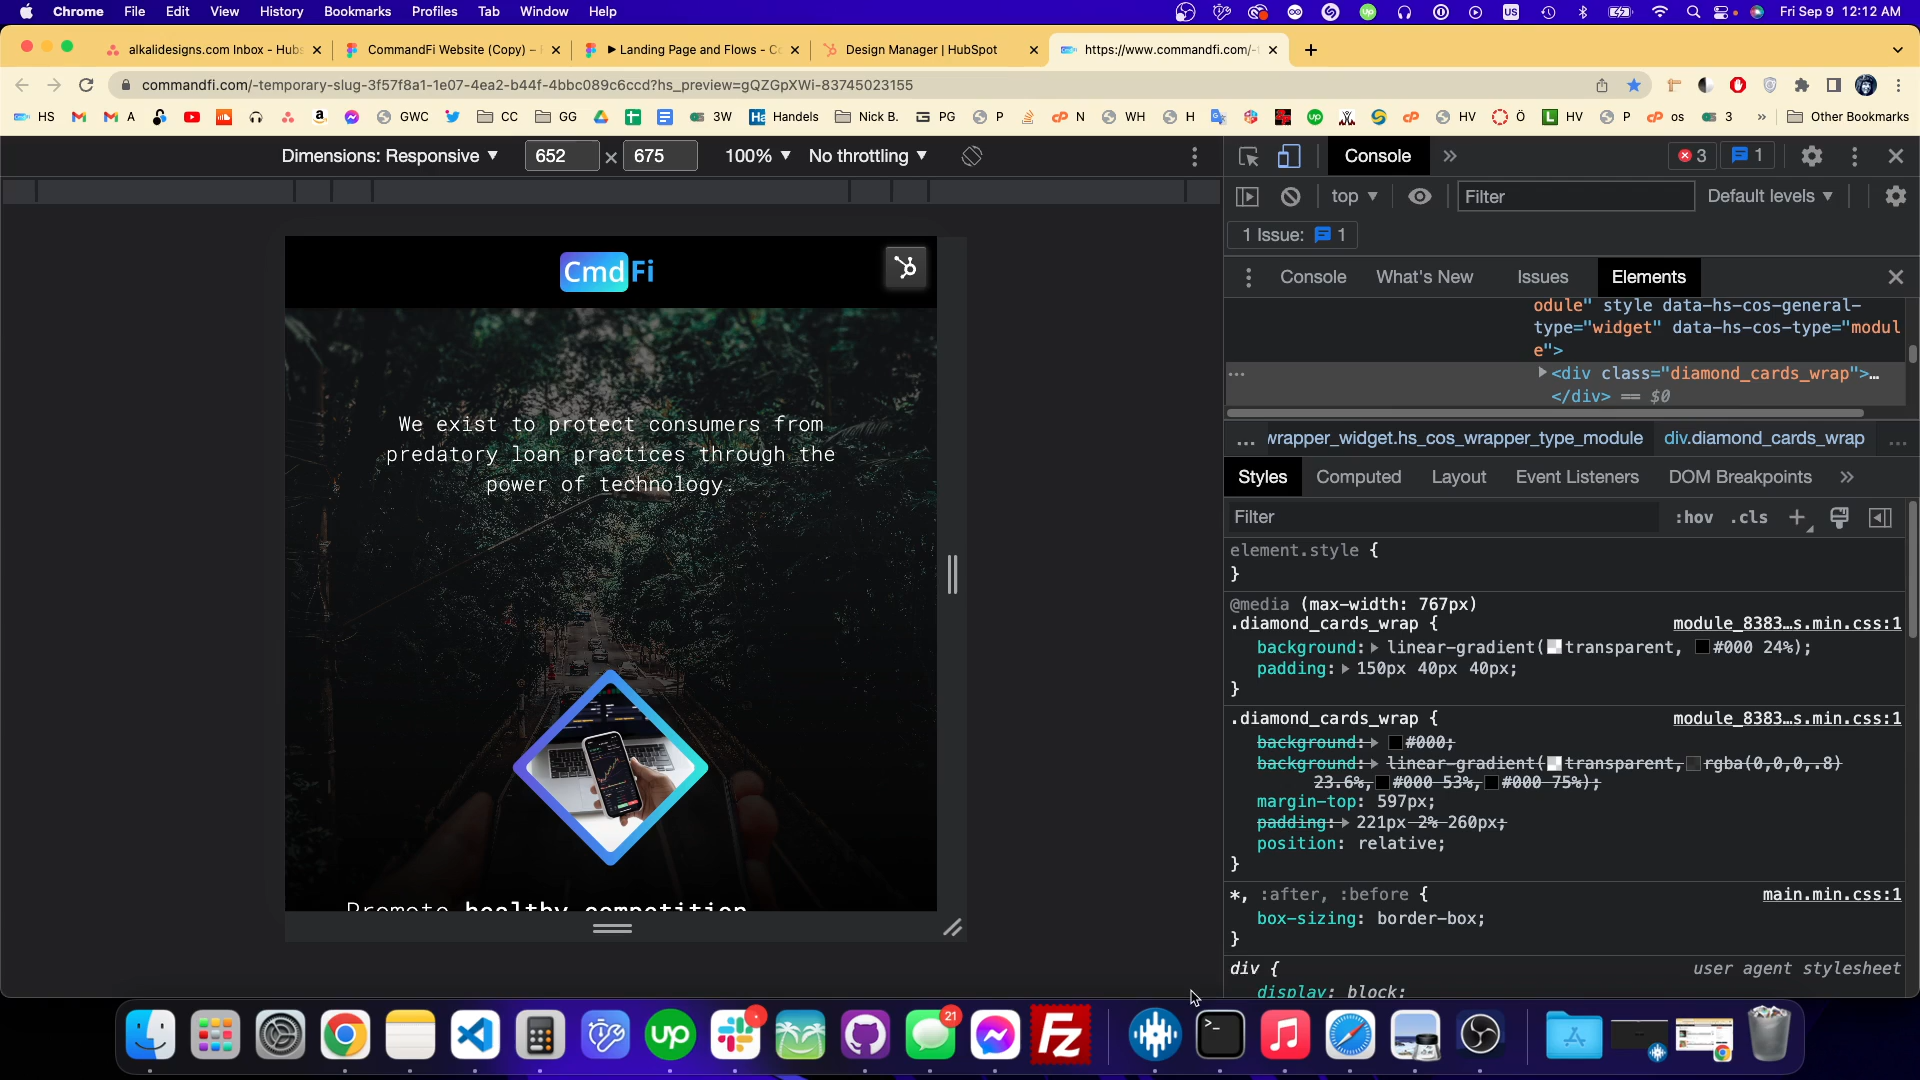 Chrome File Edit View History Bookmarks Profiles Tab Window Help US Fri Sep 9 12:12 AM
alkalidesigns.com Inbox - Hubs CommandFi Website (Copy) – Landing Page and Flows - Co Design Manager | HubSpot https://www.commandfi.com/-t
commandfi.com/-temporary-slug-3f57f8a1-1e07-4ea2-b44f-4bbc089c6ccd?hs_preview=gQZGpXWi-83745023155
HS A GWC CC GG 3W Handels Nick B. PG P N WH H HV Ö HV P os 3 » Other Bookmarks
Dimensions: Responsive 652 × 675 100% No throttling
Console » 3 1
top Filter Default levels
1 Issue: 1
Console What's New Issues Elements
odule" style data-hs-cos-general-
type="widget" data-hs-cos-type="modul
e">
<div class="diamond_cards_wrap">…
</div> == $0
... wrapper_widget.hs_cos_wrapper_type_module div.diamond_cards_wrap ...
Styles Computed Layout Event Listeners DOM Breakpoints »
Filter :hov .cls
element.style {
}
@media (max-width: 767px)
.diamond_cards_wrap { module_8383…s.min.css:1
background: linear-gradient(transparent, #000 24%);
padding: 150px 40px 40px;
}
.diamond_cards_wrap { module_8383…s.min.css:1
background: #000;
background: linear-gradient(transparent,rgba(0,0,0,.8)
23.6%,#000 53%,#000 75%);
margin-top: 597px;
padding: 221px 2% 260px;
position: relative;
}
*, :after, :before { main.min.css:1
box-sizing: border-box;
}
div { user agent stylesheet
display: block;
CmdFi
We exist to protect consumers from
predatory loan practices through the
power of technology.
Promote healthy competition
up 21 Fz